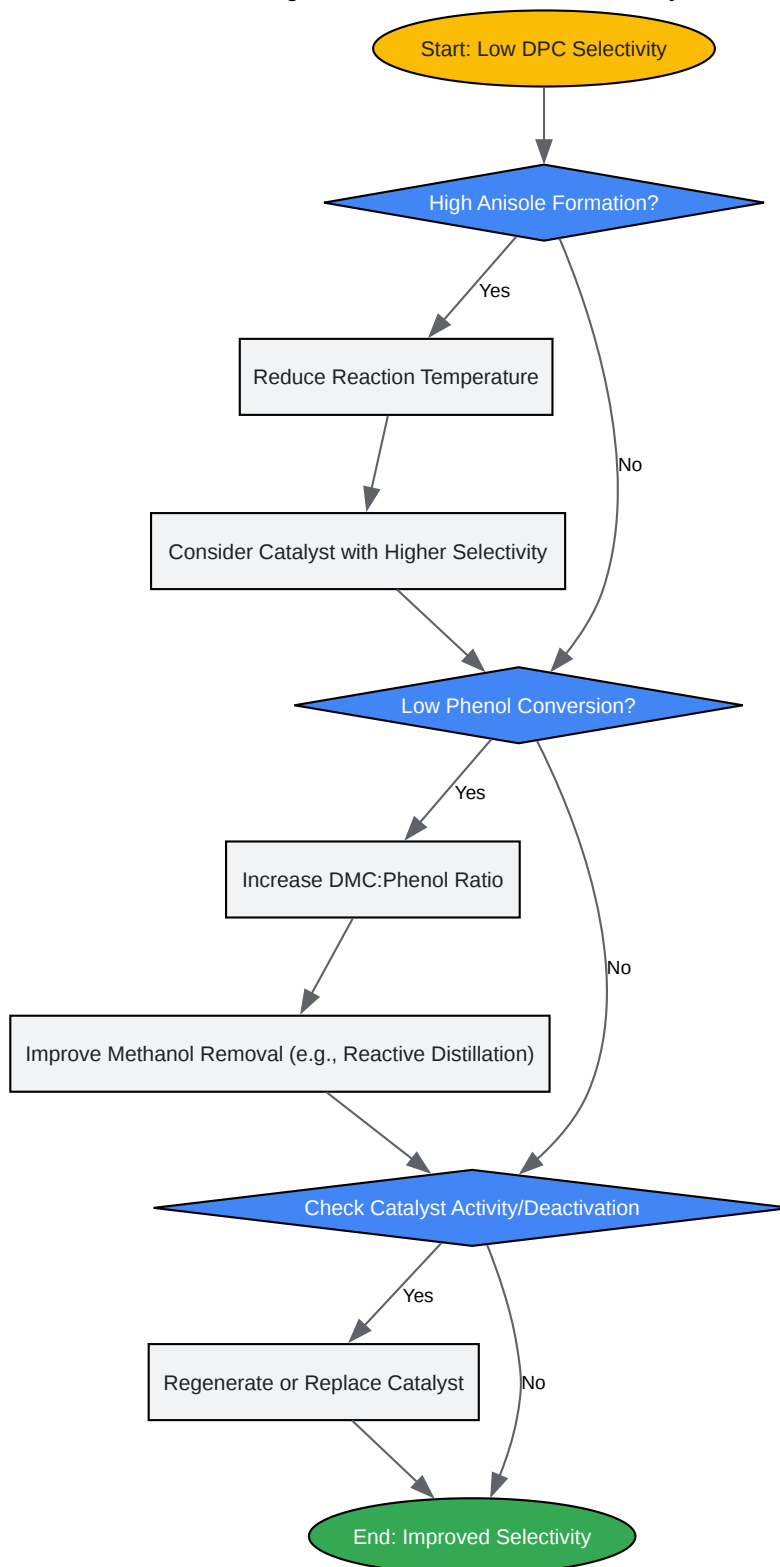 Start: Low DPC Selectivity
High Anisole Formation?
Yes
Reduce Reaction Temperature
No
Consider Catalyst with Higher Selectivity
Low Phenol Conversion?
Yes
Increase DMC:Phenol Ratio
No
Improve Methanol Removal (e.g., Reactive Distillation)
Check Catalyst Activity/Deactivation
Yes
Regenerate or Replace Catalyst
No
End: Improved Selectivity